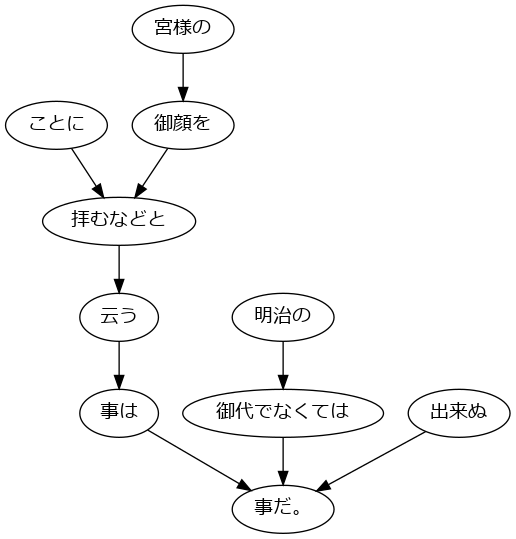 宮様の
ことに
御顔を
拝むなどと
云う
明治の
事は
御代でなくては
出来ぬ
事だ。